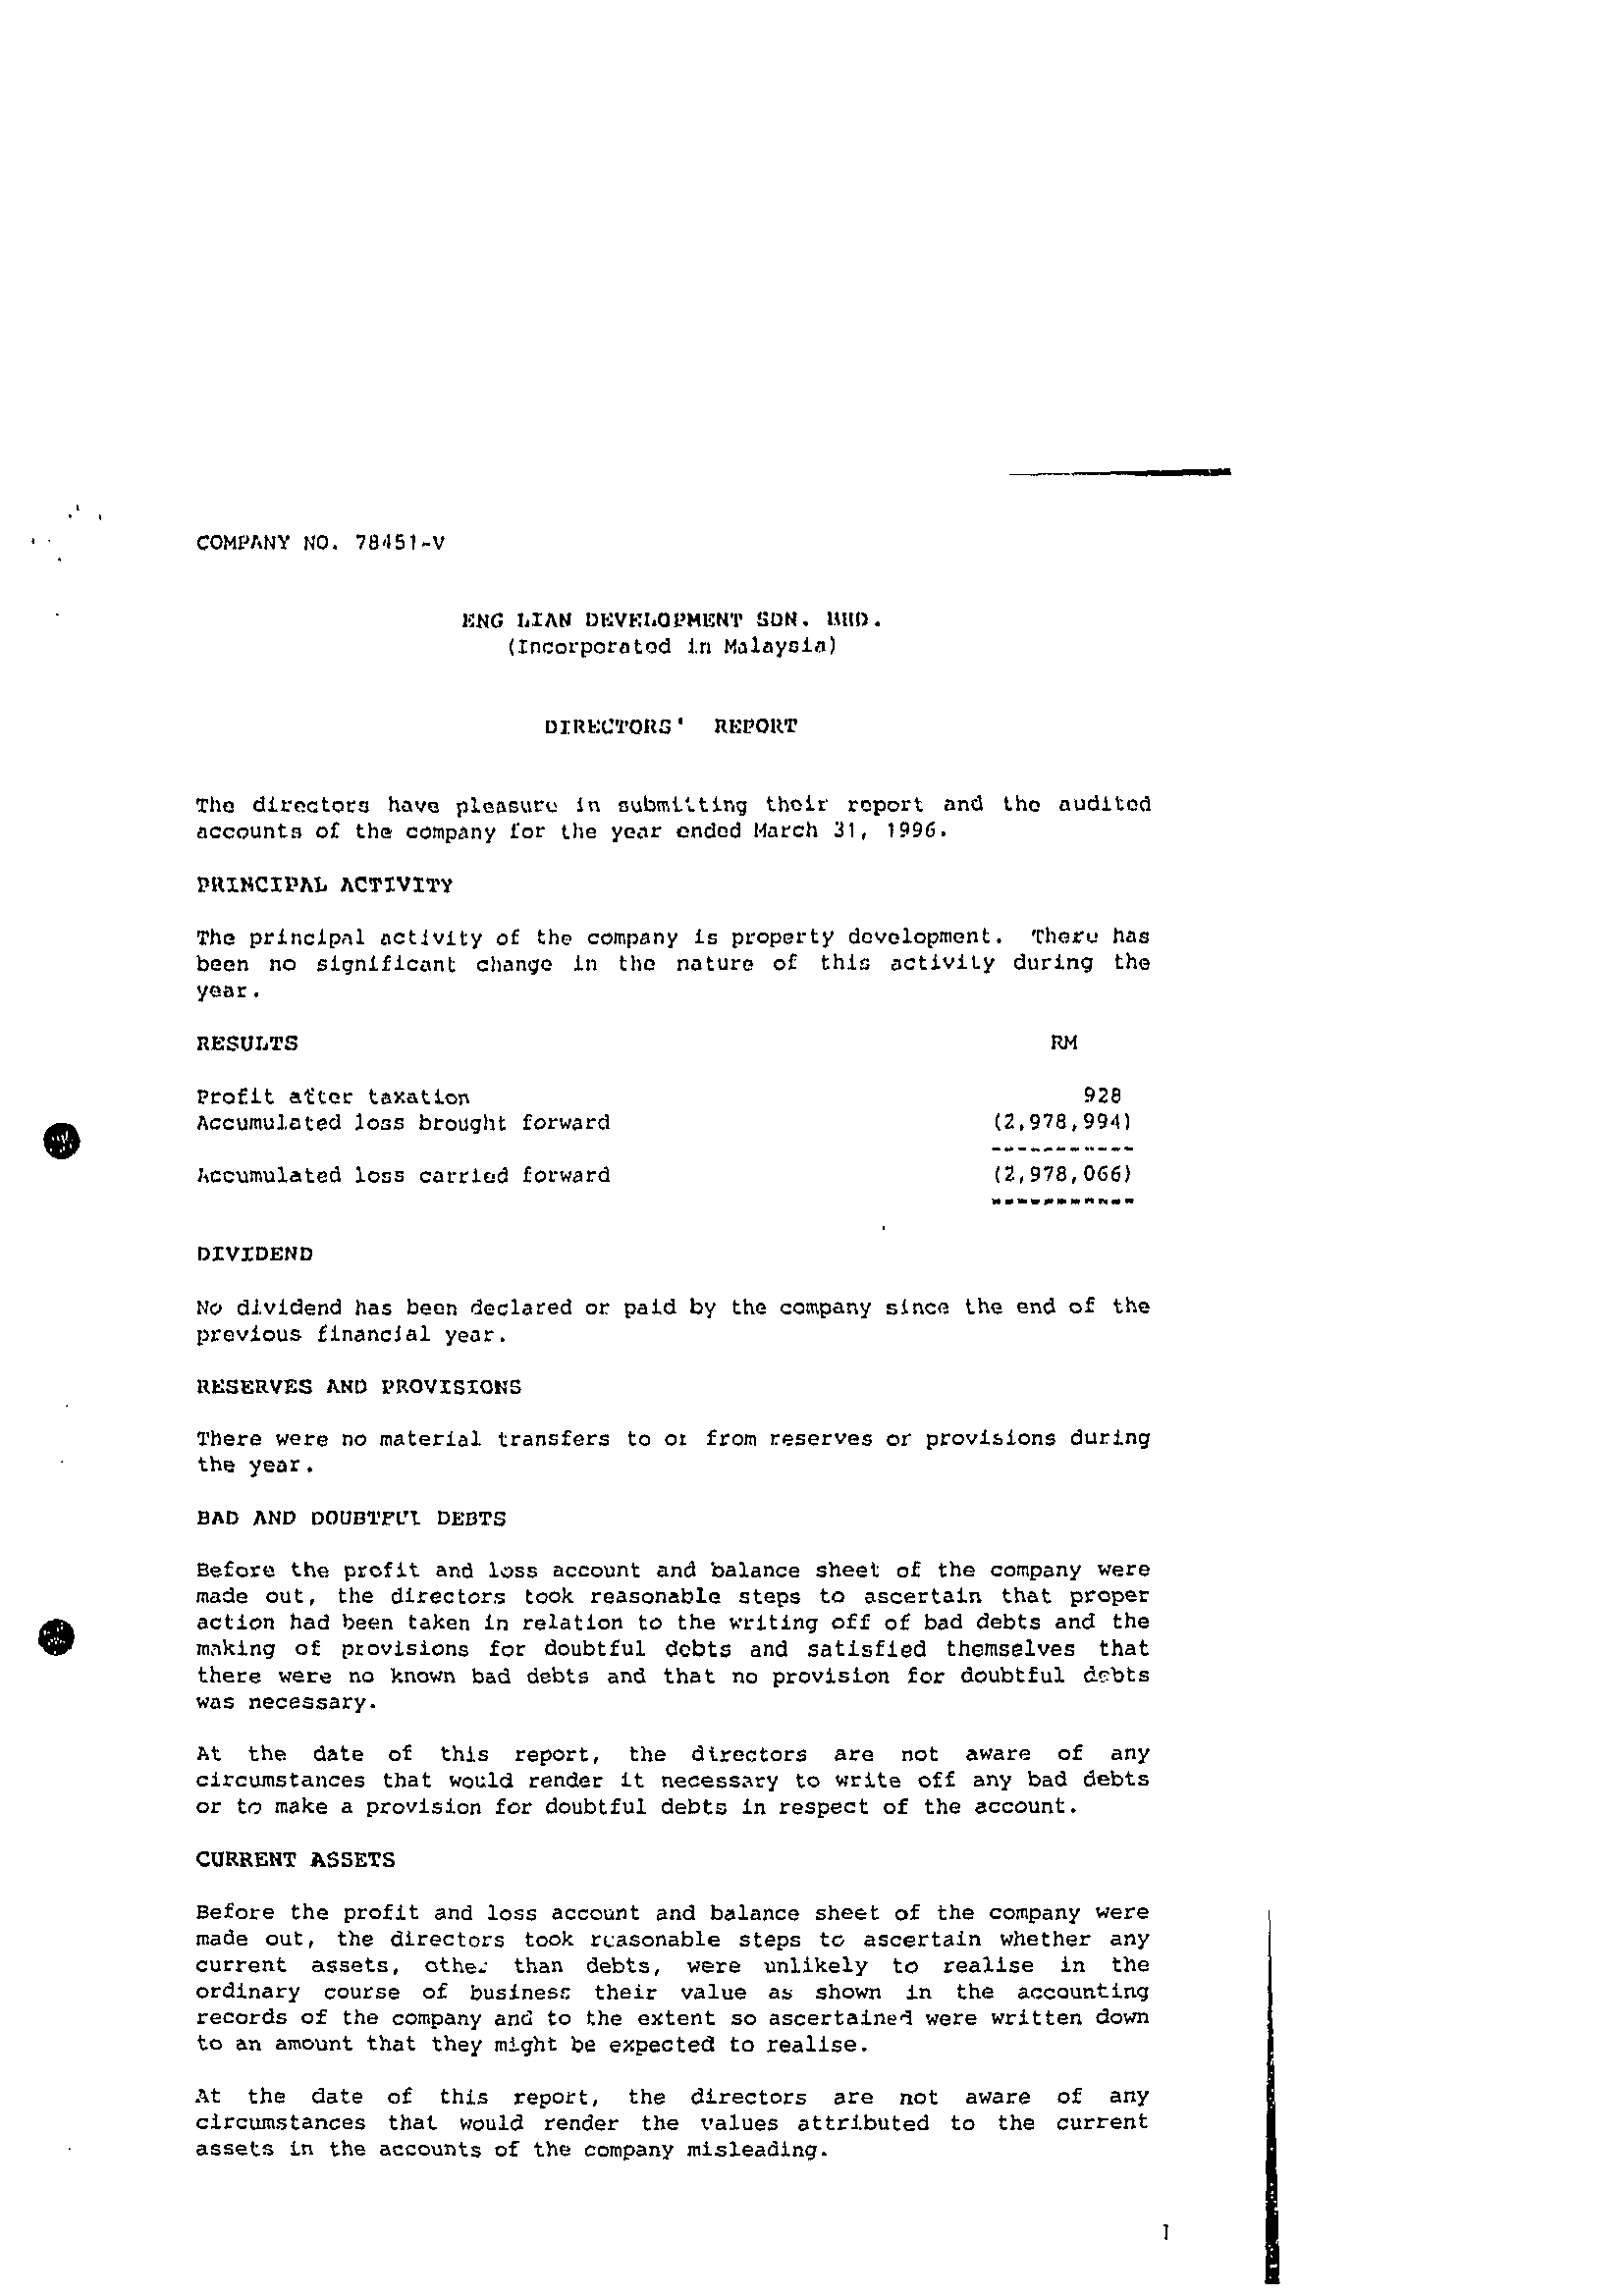 COMPANY NO. 78451-V
ENG LIAN DEVELOPMENT SDN. BHD.
(Incorporated in Malaysia)
DIRECTORS' REPORT
The directors have pleasure in submitting their report and the audited
accounts of the company for the year ended March 31, 1996.
PRINCIPAL ACTIVITY
The principal activity of the company is property development. There has
been no significant change in the nature of this activity during the
year.
RESULTS RM
Profit after taxation 928
Accumulated loss brought forward (2,978,994)
Accumulated loss carried forward (2,978,066)
DIVIDEND
No dividend has been declared or paid by the company since the end of the
previous financial year.
RESERVES AND PROVISIONS
There were no material transfers to or from reserves or provisions during
the year.
BAD AND DOUBTFUL DEBTS
Before the profit and loss account and balance sheet of the company were
made out, the directors took reasonable steps to ascertain that proper
action had been taken in relation to the writing off of bad debts and the
making of provisions for doubtful debts and satisfied themselves that
there were no known bad debts and that no provision for doubtful debts
was necessary.
At the date of this report, the directors are not aware of any
circumstances that would render it necessary to write off any bad debts
or to make a provision for doubtful debts in respect of the account.
CURRENT ASSETS
Before the profit and loss account and balance sheet of the company were
made out, the directors took reasonable steps to ascertain whether any
current assets, other than debts, were unlikely to realise in the
ordinary course of business their value as shown in the accounting
records of the company and to the extent so ascertained were written down
to an amount that they might be expected to realise.
At the date of this report, the directors are not aware of any
circumstances that would render the values attributed to the current
assets in the accounts of the company misleading.
1